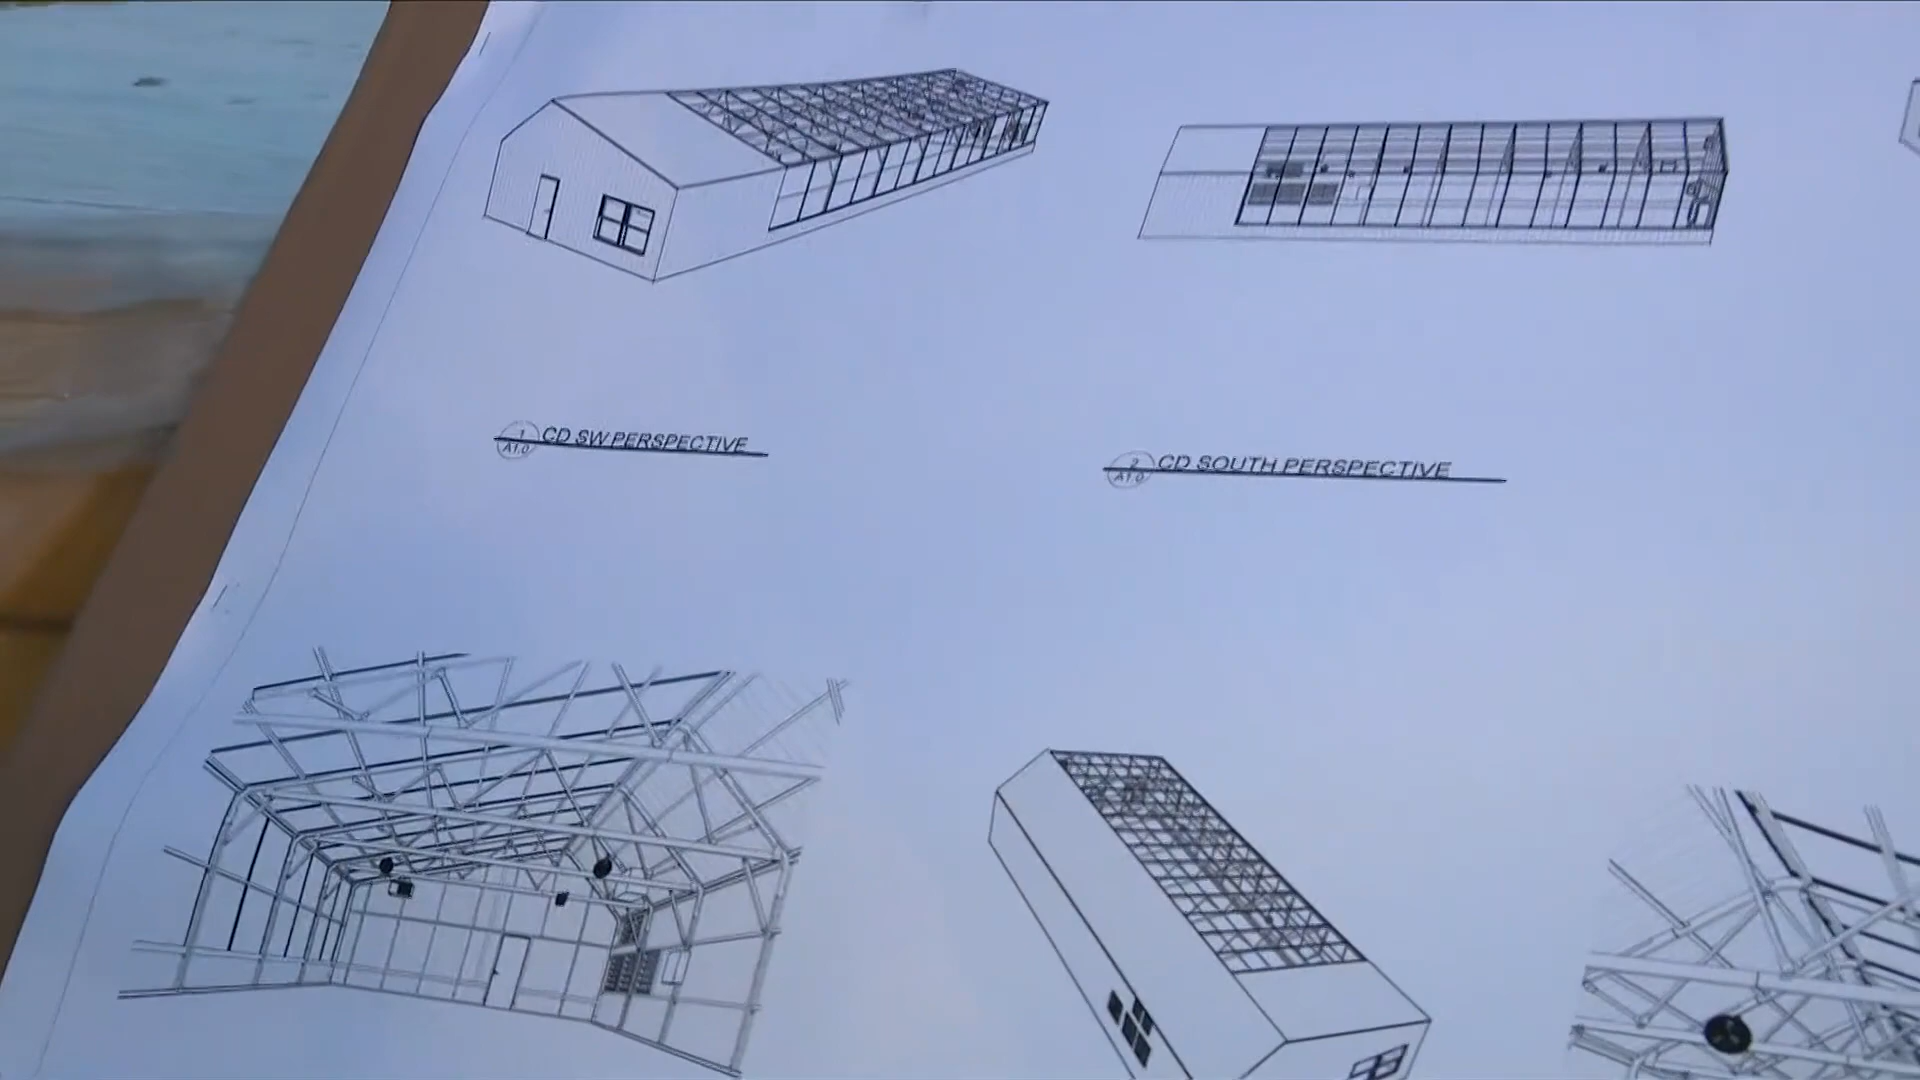 1
A1.0
CD SW PERSPECTIVE
2
A1.0
CD SOUTH PERSPECTIVE